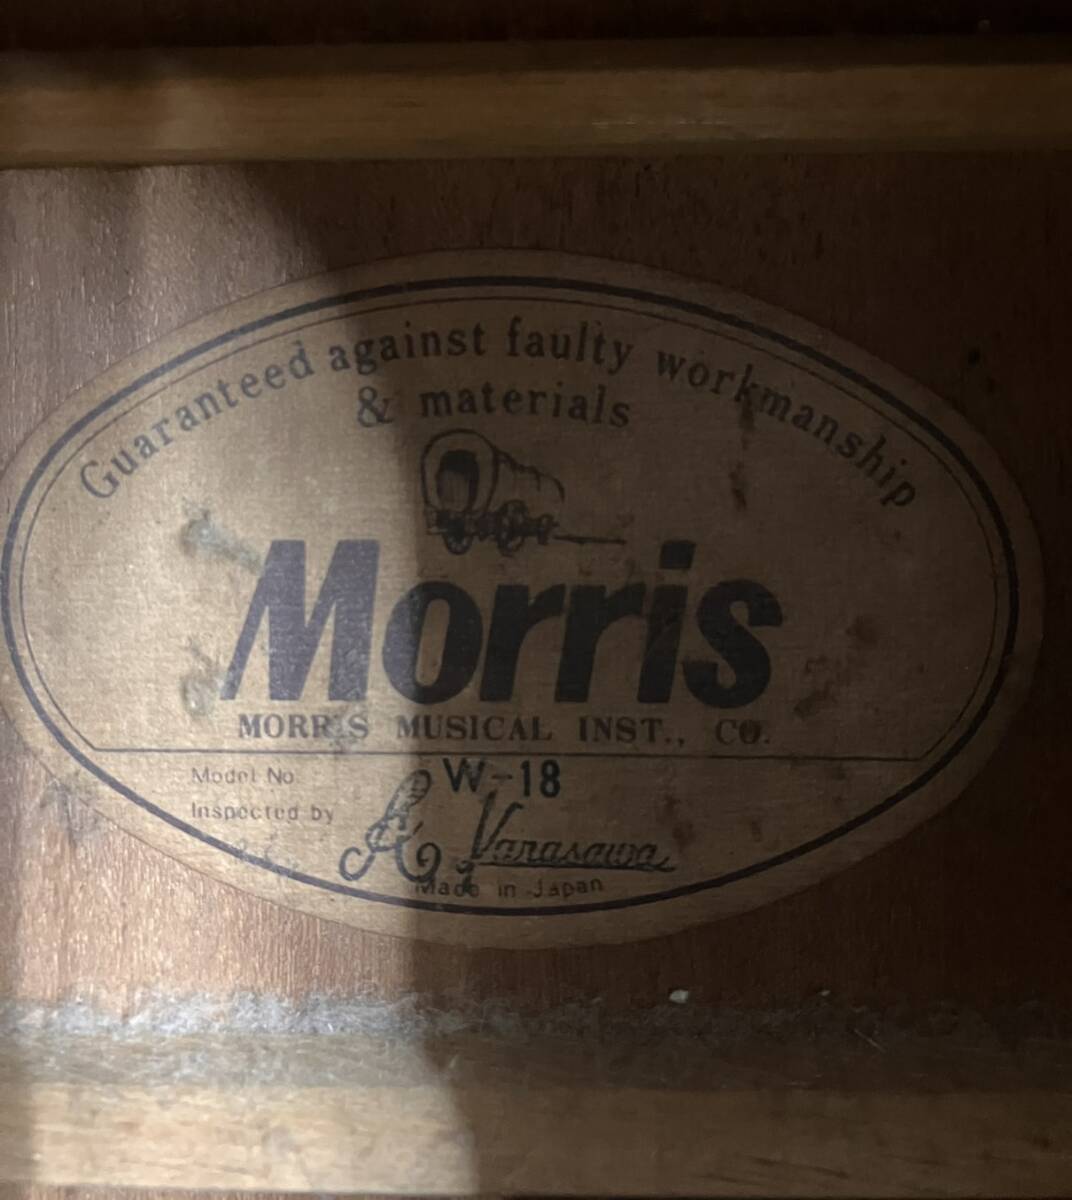 Guaranteed against faulty workmanship
& materials
Morris
MORRIS MUSICAL INST., CO.
Model No. W-18
Inspected by
Made in Japan